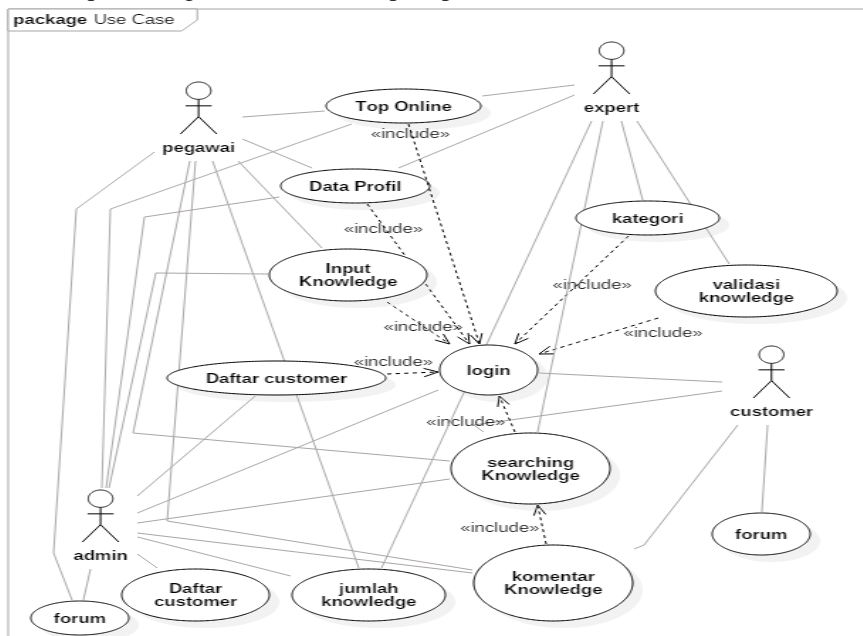 package Use Case
expert
Top Online
«include»
pegawai
Data Profil
kategori
«include»
Input
Knowledge
«include»
validasi
knowledge
«include»
«include»
«include»
login
Daftar customer
customer
«include»
searching
Knowledge
«include»
forum
admin
komentar
Knowledge
Daftar
customer
jumlah
knowledge
forum